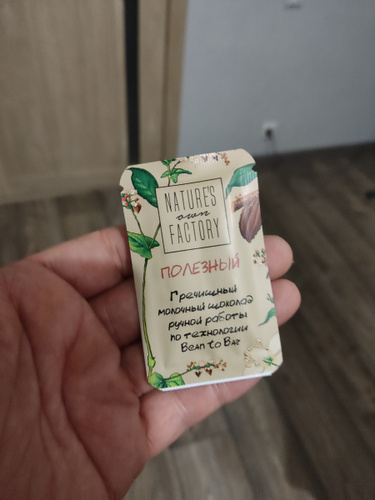 NATURE'S
own
FACTORY
ПОЛЕЗНЫЙ
Гречишный
молочный шоколад
ручной работы
по технологии
Bean to Bar